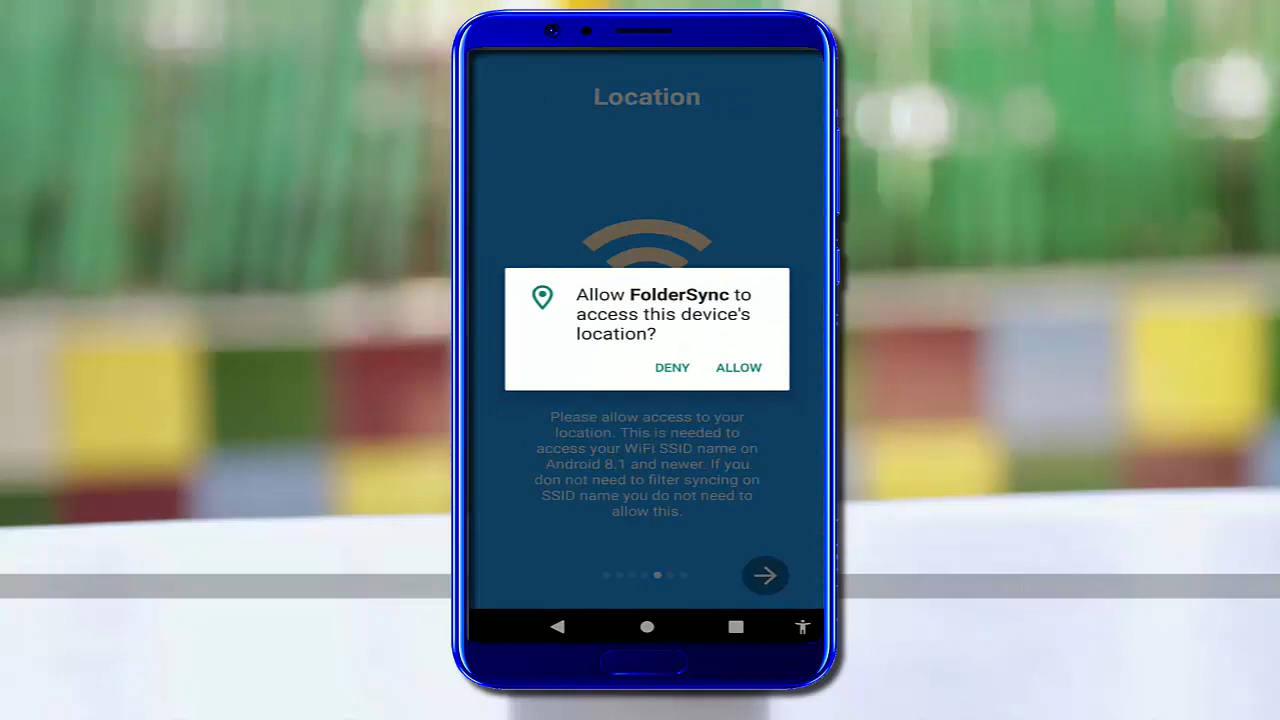 Location
Allow FolderSync to
access this device's
location?
DENY ALLOW
Please allow access to your
location. This is needed to
access your WiFi SSID name on
Android 8.1 and newer. If you
don not need to filter syncing on
SSID name you do not need to
allow this.